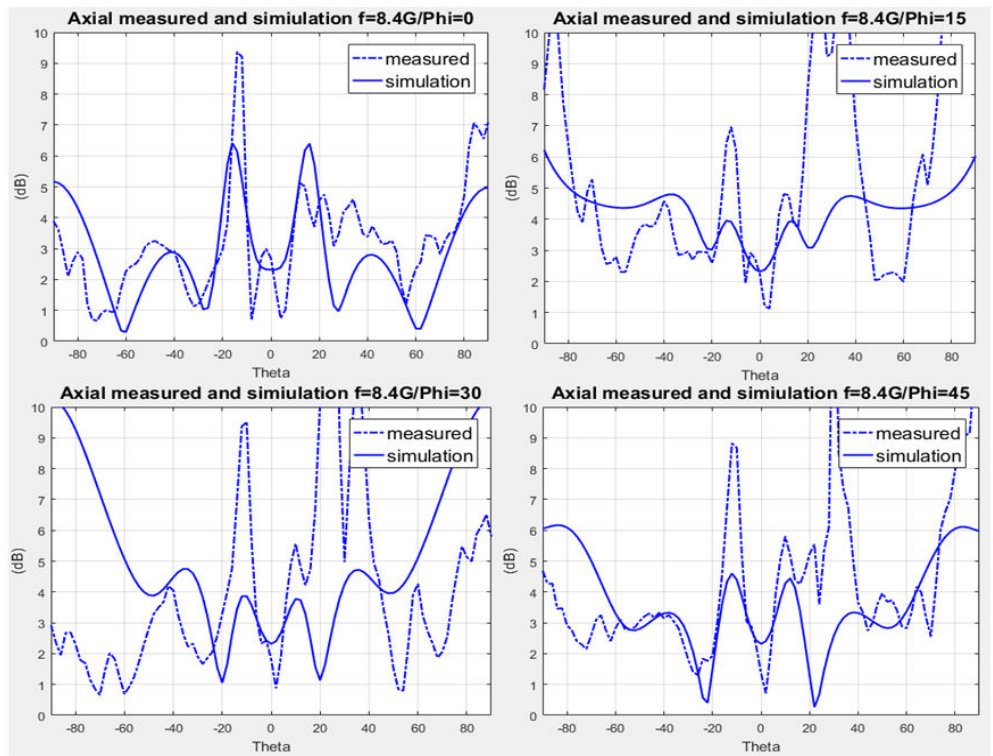 Axial measured and simiulation f=8.4G/Phi=0
10
9
8
7
6
5
4
3
2
1
0
(dB)
measured
simulation
-80 -60 -40 -20 0 20 40 60 80
Theta
Axial measured and simiulation f=8.4G/Phi=15
10
9
8
7
6
5
4
3
2
1
0
(dB)
measured
simulation
-80 -60 -40 -20 0 20 40 60 80
Theta
Axial measured and simiulation f=8.4G/Phi=30
10
9
8
7
6
5
4
3
2
1
0
(dB)
measured
simulation
-80 -60 -40 -20 0 20 40 60 80
Theta
Axial measured and simiulation f=8.4G/Phi=45
10
9
8
7
6
5
4
3
2
1
0
(dB)
measured
simulation
-80 -60 -40 -20 0 20 40 60 80
Theta